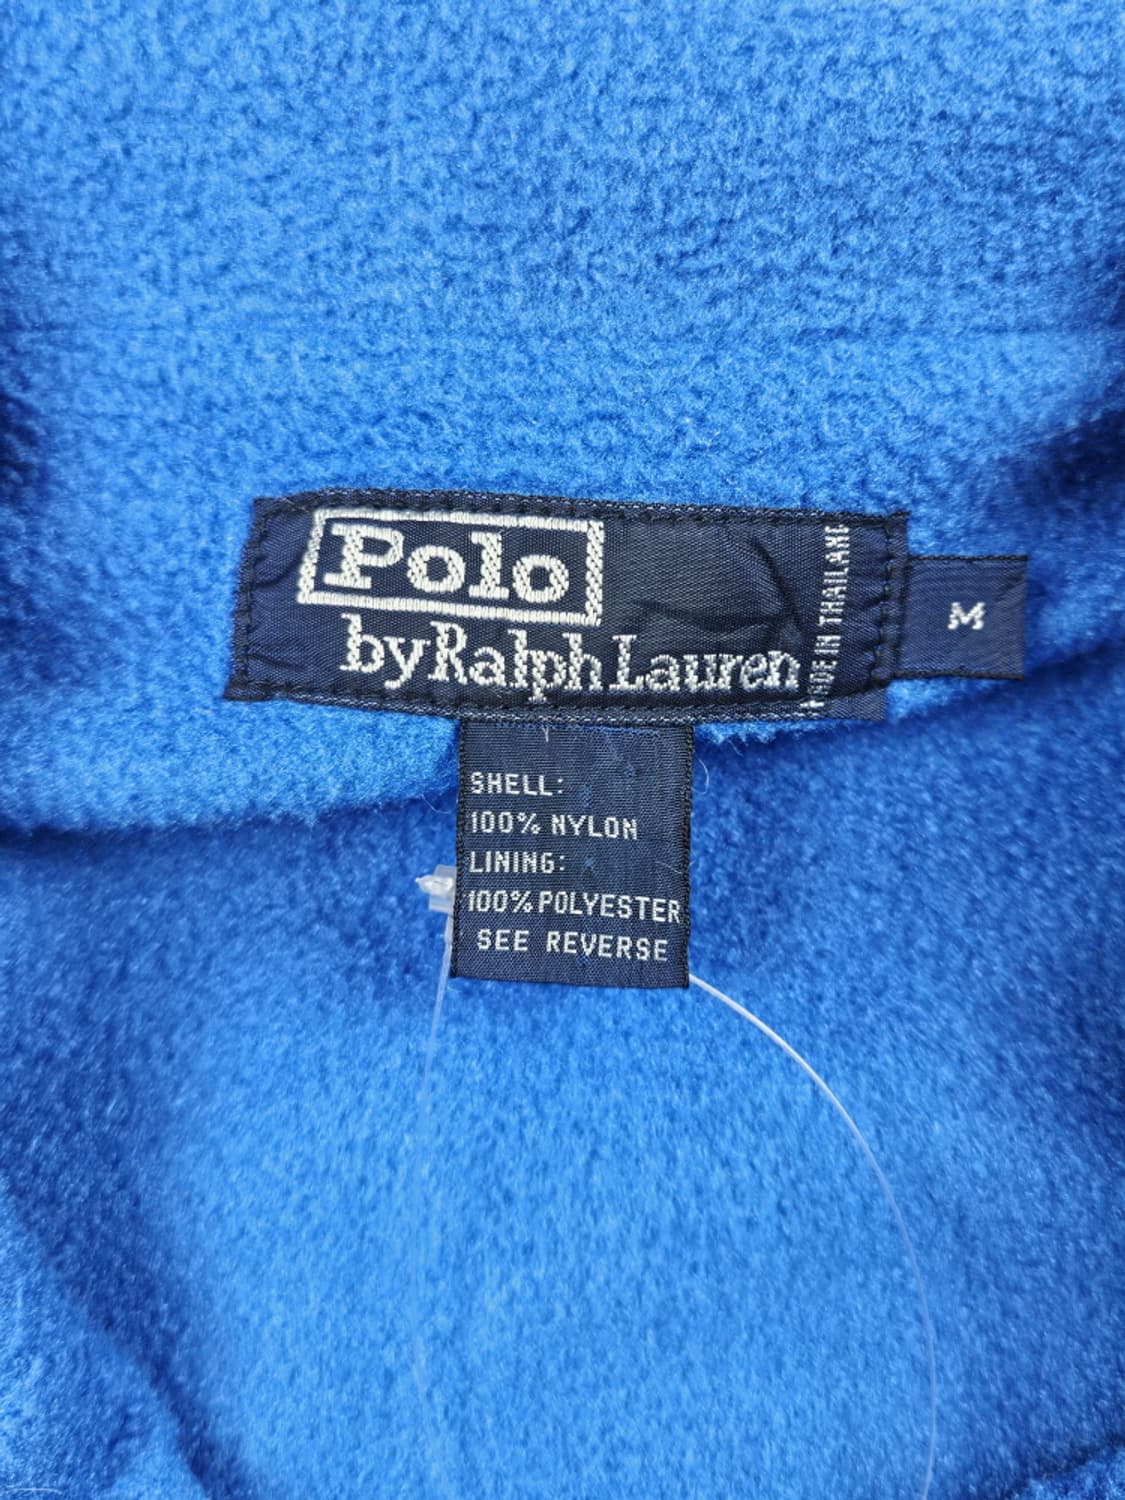 Polo
by Ralph Lauren
MADE IN THAILAND
M
SHELL:
100% NYLON
LINING:
100% POLYESTER
SEE REVERSE